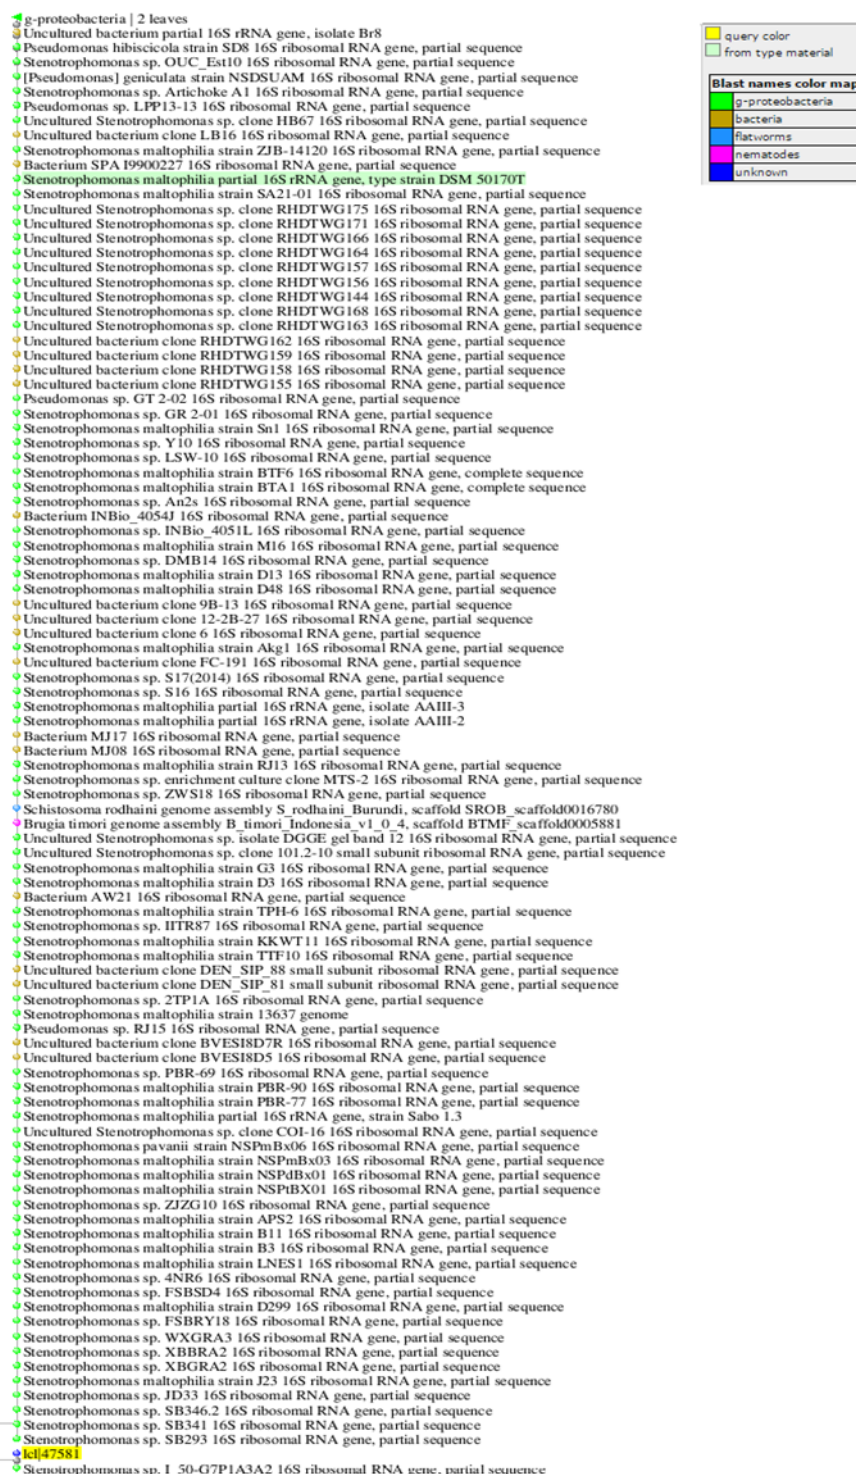 g-proteobacteria | 2 leaves
Uncultured bacterium partial 16S rRNA gene, isolate Br8
Pseudomonas hibiscicola strain SD8 16S ribosomal RNA gene, partial sequence
Stenotrophomonas sp. OUC_Est10 16S ribosomal RNA gene, partial sequence
[Pseudomonas] geniculata strain NSDSUAM 16S ribosomal RNA gene, partial sequence
Stenotrophomonas sp. Artichoke A1 16S ribosomal RNA gene, partial sequence
Pseudomonas sp. LPP13-13 16S ribosomal RNA gene, partial sequence
Uncultured Stenotrophomonas sp. clone HB67 16S ribosomal RNA gene, partial sequence
Uncultured bacterium clone LB16 16S ribosomal RNA gene, partial sequence
Stenotrophomonas maltophilia strain ZJB-14120 16S ribosomal RNA gene, partial sequence
Bacterium SPA I9900227 16S ribosomal RNA gene, partial sequence
Stenotrophomonas maltophilia partial 16S rRNA gene, type strain DSM 50170T
Stenotrophomonas maltophilia strain SA21-01 16S ribosomal RNA gene, partial sequence
Uncultured Stenotrophomonas sp. clone RHDTWG175 16S ribosomal RNA gene, partial sequence
Uncultured Stenotrophomonas sp. clone RHDTWG171 16S ribosomal RNA gene, partial sequence
Uncultured Stenotrophomonas sp. clone RHDTWG166 16S ribosomal RNA gene, partial sequence
Uncultured Stenotrophomonas sp. clone RHDTWG164 16S ribosomal RNA gene, partial sequence
Uncultured Stenotrophomonas sp. clone RHDTWG157 16S ribosomal RNA gene, partial sequence
Uncultured Stenotrophomonas sp. clone RHDTWG156 16S ribosomal RNA gene, partial sequence
Uncultured Stenotrophomonas sp. clone RHDTWG144 16S ribosomal RNA gene, partial sequence
Uncultured Stenotrophomonas sp. clone RHDTWG168 16S ribosomal RNA gene, partial sequence
Uncultured Stenotrophomonas sp. clone RHDTWG163 16S ribosomal RNA gene, partial sequence
Uncultured bacterium clone RHDTWG162 16S ribosomal RNA gene, partial sequence
Uncultured bacterium clone RHDTWG159 16S ribosomal RNA gene, partial sequence
Uncultured bacterium clone RHDTWG158 16S ribosomal RNA gene, partial sequence
Uncultured bacterium clone RHDTWG155 16S ribosomal RNA gene, partial sequence
Pseudomonas sp. GT 2-02 16S ribosomal RNA gene, partial sequence
Stenotrophomonas sp. GR 2-01 16S ribosomal RNA gene, partial sequence
Stenotrophomonas maltophilia strain Sn1 16S ribosomal RNA gene, partial sequence
Stenotrophomonas sp. Y10 16S ribosomal RNA gene, partial sequence
Stenotrophomonas sp. LSW-10 16S ribosomal RNA gene, partial sequence
Stenotrophomonas maltophilia strain BTF6 16S ribosomal RNA gene, complete sequence
Stenotrophomonas maltophilia strain BTA1 16S ribosomal RNA gene, complete sequence
Stenotrophomonas sp. An2s 16S ribosomal RNA gene, partial sequence
Bacterium INBio_4054J 16S ribosomal RNA gene, partial sequence
Stenotrophomonas sp. INBio_4051L 16S ribosomal RNA gene, partial sequence
Stenotrophomonas maltophilia strain M16 16S ribosomal RNA gene, partial sequence
Stenotrophomonas sp. DMB14 16S ribosomal RNA gene, partial sequence
Stenotrophomonas maltophilia strain D13 16S ribosomal RNA gene, partial sequence
Stenotrophomonas maltophilia strain D48 16S ribosomal RNA gene, partial sequence
Uncultured bacterium clone 9B-13 16S ribosomal RNA gene, partial sequence
Uncultured bacterium clone 12-2B-27 16S ribosomal RNA gene, partial sequence
Uncultured bacterium clone 6 16S ribosomal RNA gene, partial sequence
Stenotrophomonas maltophilia strain Akg1 16S ribosomal RNA gene, partial sequence
Uncultured bacterium clone FC-191 16S ribosomal RNA gene, partial sequence
Stenotrophomonas sp. S17(2014) 16S ribosomal RNA gene, partial sequence
Stenotrophomonas sp. S16 16S ribosomal RNA gene, partial sequence
Stenotrophomonas maltophilia partial 16S rRNA gene, isolate AAIII-3
Stenotrophomonas maltophilia partial 16S rRNA gene, isolate AAIII-2
Bacterium MJ17 16S ribosomal RNA gene, partial sequence
Bacterium MJ08 16S ribosomal RNA gene, partial sequence
Stenotrophomonas maltophilia strain RJ13 16S ribosomal RNA gene, partial sequence
Stenotrophomonas sp. enrichment culture clone MTS-2 16S ribosomal RNA gene, partial sequence
Stenotrophomonas sp. ZWS18 16S ribosomal RNA gene, partial sequence
Schistosoma rodhaini genome assembly S_rodhaini_Burundi, scaffold SROB_scaffold0016780
Brugia timori genome assembly B_timori_Indonesia_v1_0_4, scaffold BTMF_scaffold0005881
Uncultured Stenotrophomonas sp. isolate DGGE gel band 12 16S ribosomal RNA gene, partial sequence
Uncultured Stenotrophomonas sp. clone 101.2-10 small subunit ribosomal RNA gene, partial sequence
Stenotrophomonas maltophilia strain G3 16S ribosomal RNA gene, partial sequence
Stenotrophomonas maltophilia strain D3 16S ribosomal RNA gene, partial sequence
Bacterium AW21 16S ribosomal RNA gene, partial sequence
Stenotrophomonas maltophilia strain TPH-6 16S ribosomal RNA gene, partial sequence
Stenotrophomonas sp. IITR87 16S ribosomal RNA gene, partial sequence
Stenotrophomonas maltophilia strain KKWT11 16S ribosomal RNA gene, partial sequence
Stenotrophomonas maltophilia strain TTF10 16S ribosomal RNA gene, partial sequence
Uncultured bacterium clone DEN_SIP_88 small subunit ribosomal RNA gene, partial sequence
Uncultured bacterium clone DEN_SIP_81 small subunit ribosomal RNA gene, partial sequence
Stenotrophomonas sp. 2TP1A 16S ribosomal RNA gene, partial sequence
Stenotrophomonas maltophilia strain 13637 genome
Pseudomonas sp. RJ15 16S ribosomal RNA gene, partial sequence
Uncultured bacterium clone BVESI8D7R 16S ribosomal RNA gene, partial sequence
Uncultured bacterium clone BVESI8D5 16S ribosomal RNA gene, partial sequence
Stenotrophomonas sp. PBR-69 16S ribosomal RNA gene, partial sequence
Stenotrophomonas maltophilia strain PBR-90 16S ribosomal RNA gene, partial sequence
Stenotrophomonas maltophilia strain PBR-77 16S ribosomal RNA gene, partial sequence
Stenotrophomonas maltophilia partial 16S rRNA gene, strain Sabo 1.3
Uncultured Stenotrophomonas sp. clone COI-16 16S ribosomal RNA gene, partial sequence
Stenotrophomonas pavanii strain NSPmBx06 16S ribosomal RNA gene, partial sequence
Stenotrophomonas maltophilia strain NSPmBx03 16S ribosomal RNA gene, partial sequence
Stenotrophomonas maltophilia strain NSPdBx01 16S ribosomal RNA gene, partial sequence
Stenotrophomonas maltophilia strain NSPtBX01 16S ribosomal RNA gene, partial sequence
Stenotrophomonas sp. ZJZG10 16S ribosomal RNA gene, partial sequence
Stenotrophomonas maltophilia strain APS2 16S ribosomal RNA gene, partial sequence
Stenotrophomonas maltophilia strain B11 16S ribosomal RNA gene, partial sequence
Stenotrophomonas maltophilia strain B3 16S ribosomal RNA gene, partial sequence
Stenotrophomonas maltophilia strain LNES1 16S ribosomal RNA gene, partial sequence
Stenotrophomonas sp. 4NR6 16S ribosomal RNA gene, partial sequence
Stenotrophomonas sp. FSBSD4 16S ribosomal RNA gene, partial sequence
Stenotrophomonas maltophilia strain D299 16S ribosomal RNA gene, partial sequence
Stenotrophomonas sp. FSBRY18 16S ribosomal RNA gene, partial sequence
Stenotrophomonas sp. WXGRA3 16S ribosomal RNA gene, partial sequence
Stenotrophomonas sp. XBBRA2 16S ribosomal RNA gene, partial sequence
Stenotrophomonas sp. XBGRA2 16S ribosomal RNA gene, partial sequence
Stenotrophomonas maltophilia strain J23 16S ribosomal RNA gene, partial sequence
Stenotrophomonas sp. JD33 16S ribosomal RNA gene, partial sequence
Stenotrophomonas sp. SB346.2 16S ribosomal RNA gene, partial sequence
Stenotrophomonas sp. SB341 16S ribosomal RNA gene, partial sequence
Stenotrophomonas sp. SB293 16S ribosomal RNA gene, partial sequence
lcl|47581
Stenotrophomonas sp. I_50-G7P1A3A2 16S ribosomal RNA gene, partial sequence
query color
from type material
Blast names color map
g-proteobacteria
bacteria
flatworms
nematodes
unknown